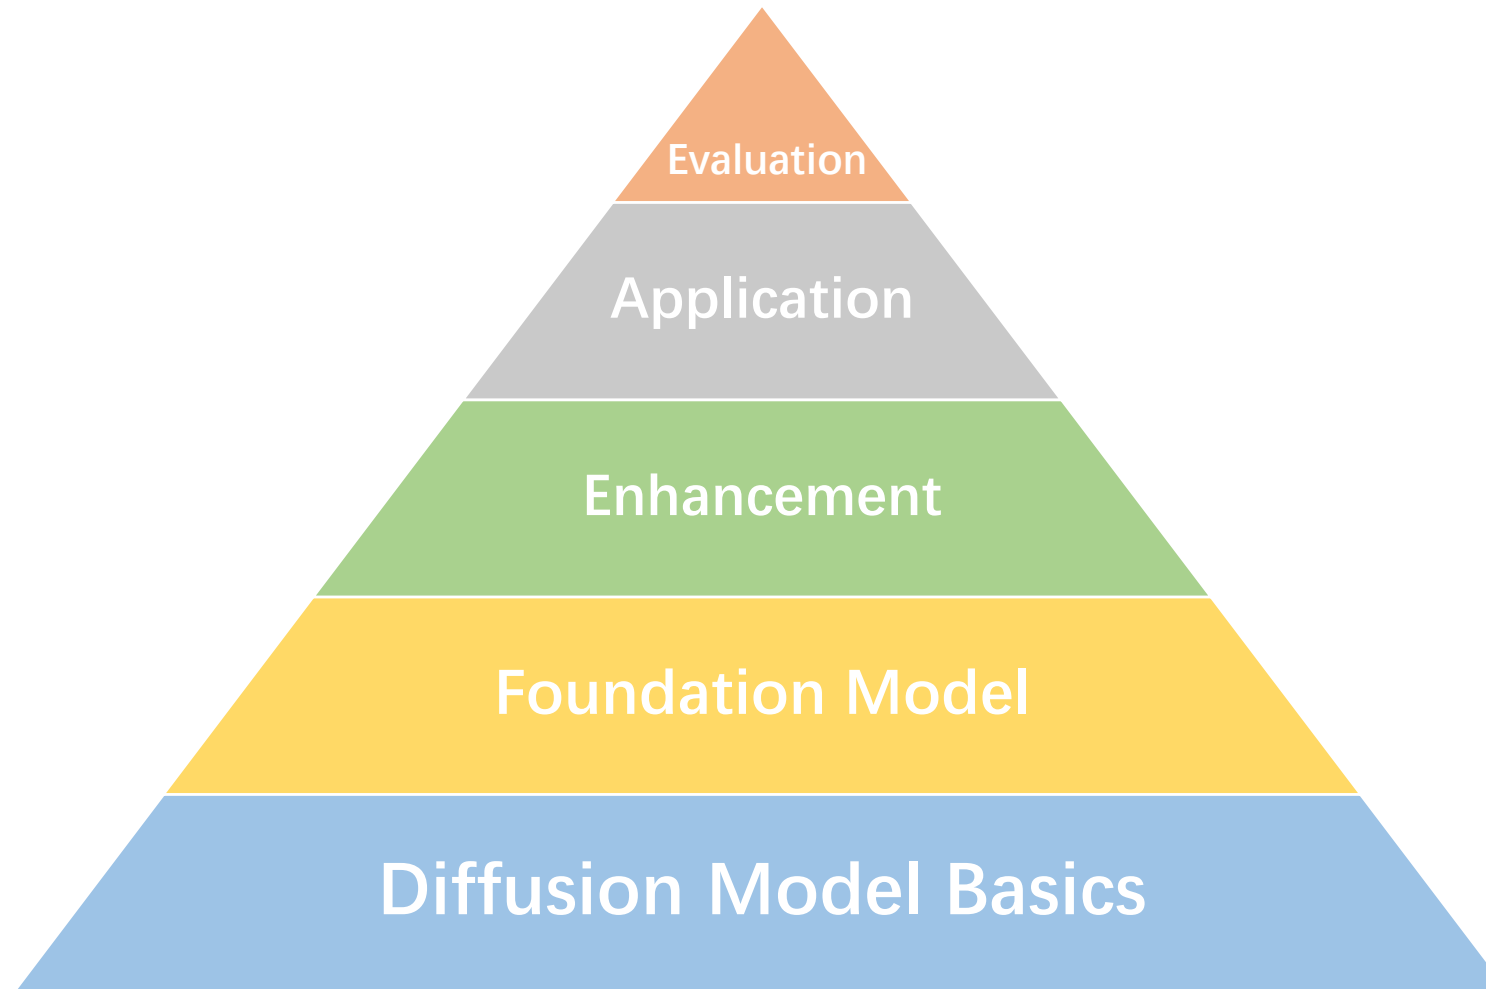 Evaluation
Application
Enhancement
Foundation Model
Diffusion Model Basics